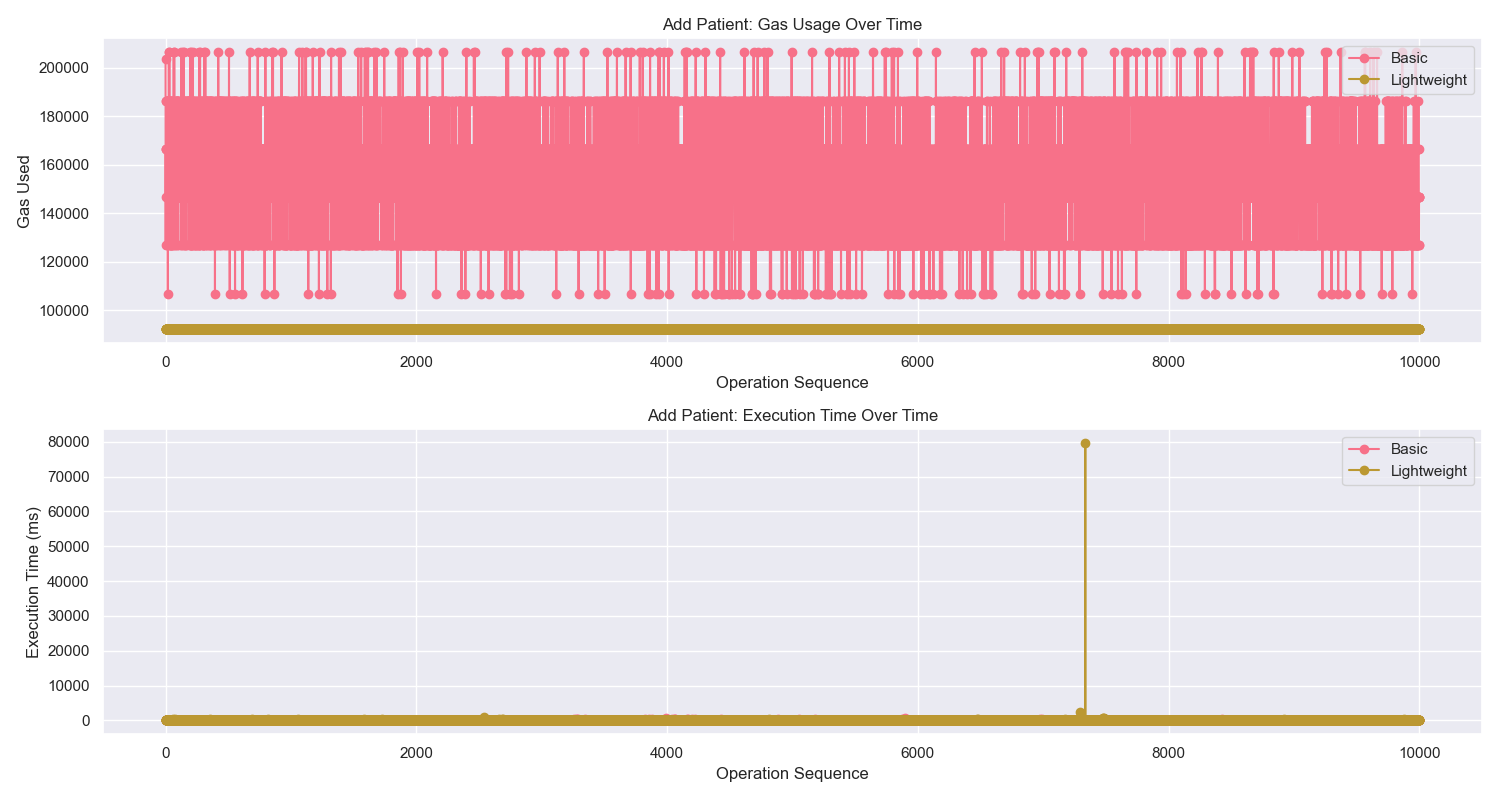 Add Patient: Gas Usage Over Time
Gas Used
200000
180000
160000
140000
120000
100000
Basic
Lightweight
0 2000 4000 6000 8000 10000
Operation Sequence
Add Patient: Execution Time Over Time
Execution Time (ms)
80000
70000
60000
50000
40000
30000
20000
10000
0
Basic
Lightweight
0 2000 4000 6000 8000 10000
Operation Sequence